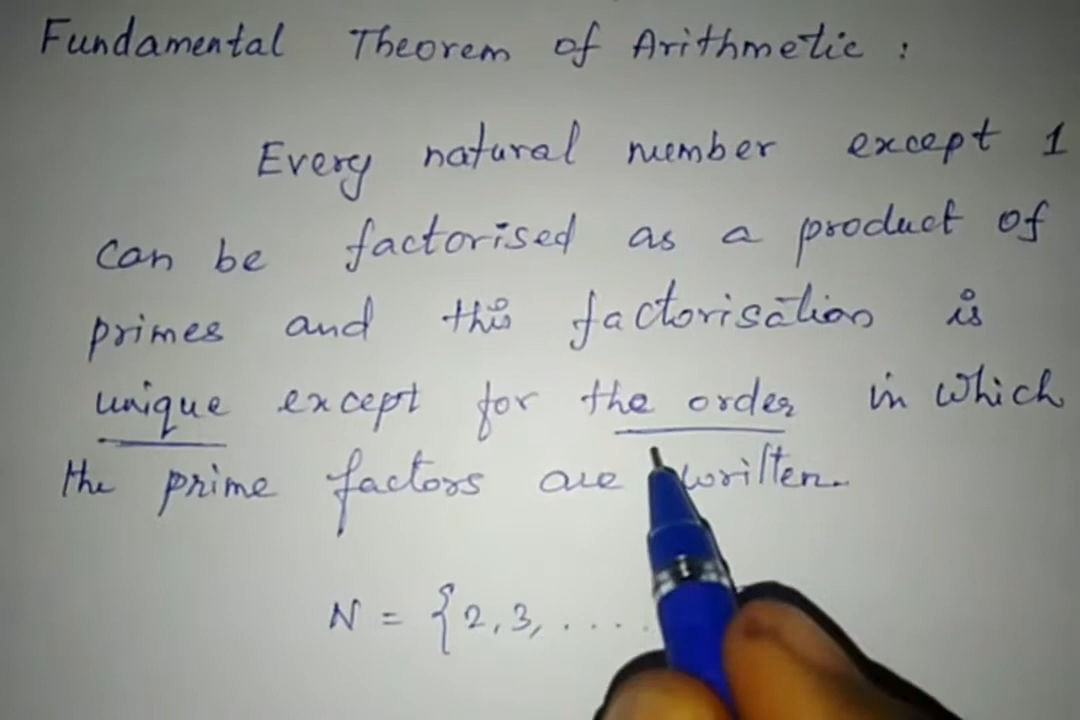 Fundamental Theorem of Arithmetic :
Every natural number except 1
can be factorised as a product of
primes and this factorisation is
unique except for the order in which
the prime factors are written.
N = {2, 3, .....